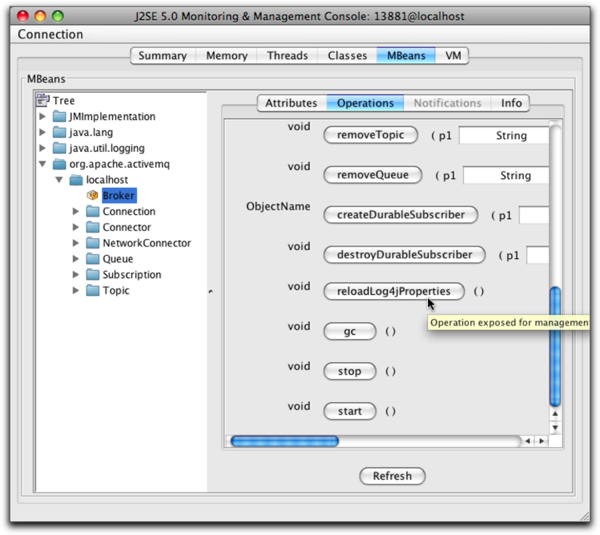 J2SE 5.0 Monitoring & Management Console: 13881@localhost
Connection
Summary Memory Threads Classes MBeans VM
MBeans
Tree
JMImplementation
java.lang
java.util.logging
org.apache.activemq
localhost
Broker
Connection
Connector
NetworkConnector
Queue
Subscription
Topic
Attributes Operations Notifications Info
void removeTopic ( p1 String
void removeQueue ( p1 String
ObjectName createDurableSubscriber ( p1
void destroyDurableSubscriber ( p1
void reloadLog4jProperties ()
Operation exposed for managemen
void gc ()
void stop ()
void start ()
Refresh